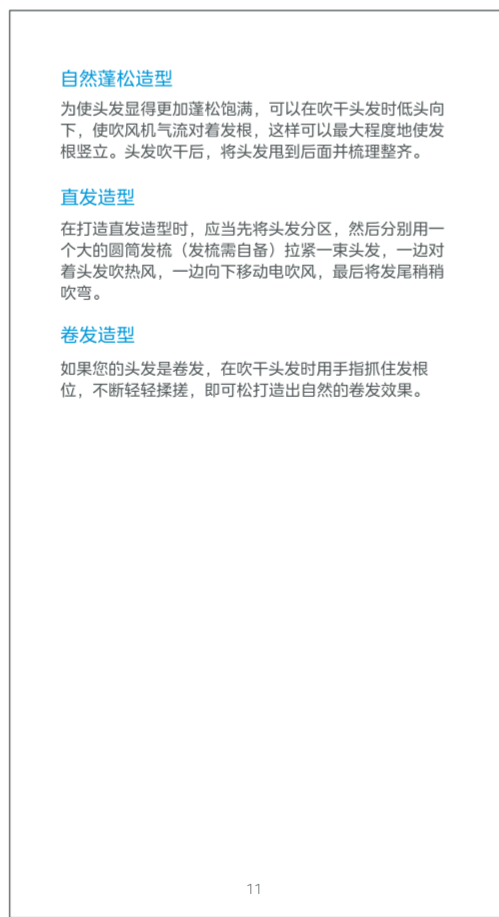 自然蓬松造型
为使头发显得更加蓬松饱满，可以在吹干头发时低头向
下，使吹风机气流对着发根，这样可以最大程度地使发
根竖立。头发吹干后，将头发甩到后面并梳理整齐。
直发造型
在打造直发造型时，应当先将头发分区，然后分别用一
个大的圆筒发梳（发梳需自备）拉紧一束头发，一边对
着头发吹热风，一边向下移动电吹风，最后将发尾稍稍
吹弯。
卷发造型
如果您的头发是卷发，在吹干头发时用手指抓住发根
位，不断轻轻揉搓，即可松打造出自然的卷发效果。
11